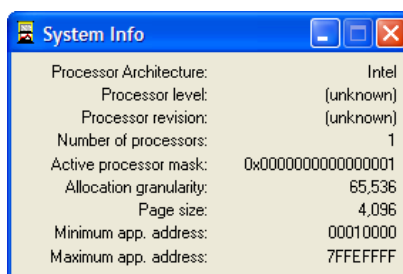 System Info
Processor Architecture: Intel
Processor level: (unknown)
Processor revision: (unknown)
Number of processors: 1
Active processor mask: 0x0000000000000001
Allocation granularity: 65,536
Page size: 4,096
Minimum app. address: 00010000
Maximum app. address: 7FFEFFFF